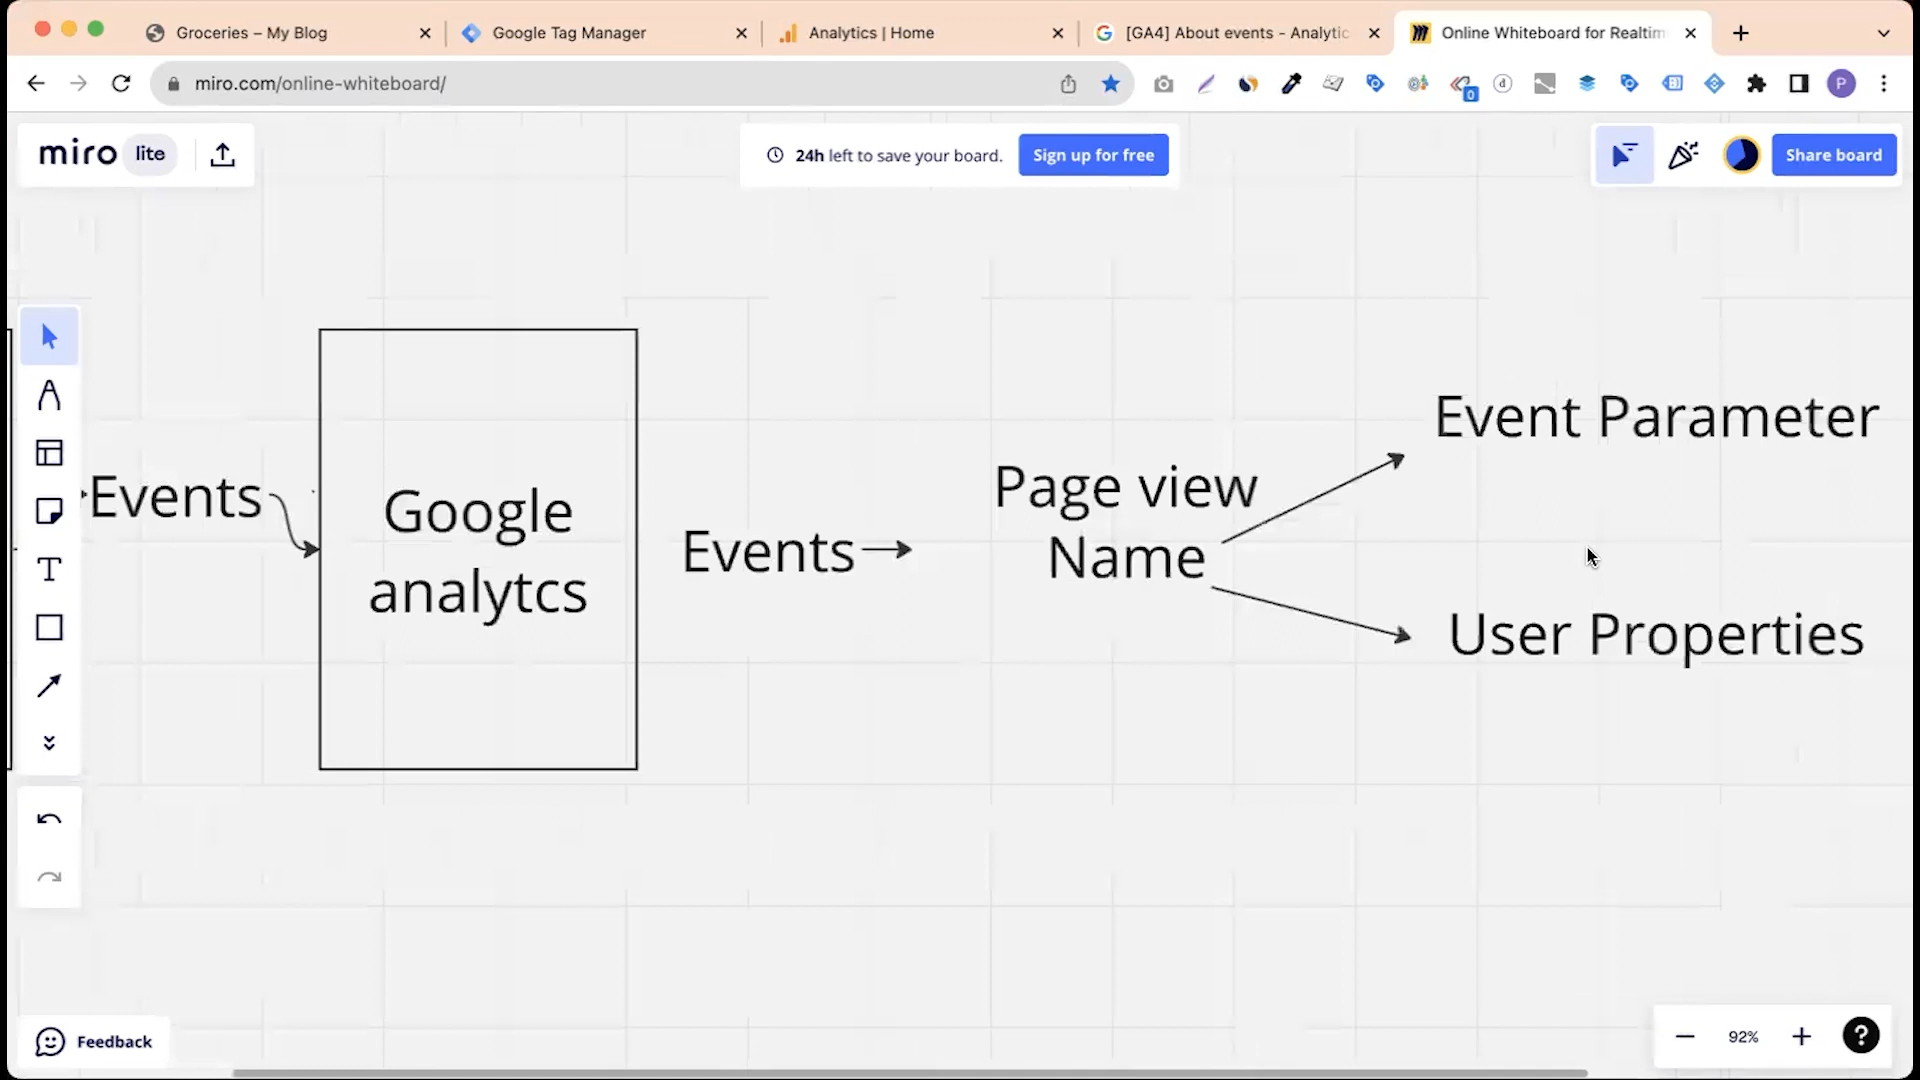 Groceries – My Blog
Google Tag Manager
Analytics | Home
[GA4] About events - Analytic
Online Whiteboard for Realtim
miro.com/online-whiteboard/
0
P
miro lite
24h left to save your board.
Sign up for free
Share board
Events
Google
analytcs
Events
Page view
Name
Event Parameter
User Properties
Feedback
92%